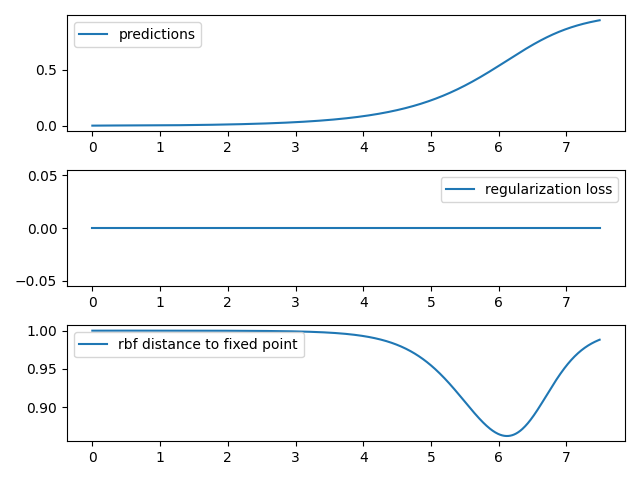 predictions
0.5
0.0
0 1 2 3 4 5 6 7
0.05
regularization loss
0.00
−0.05
0 1 2 3 4 5 6 7
1.00
rbf distance to fixed point
0.95
0.90
0 1 2 3 4 5 6 7